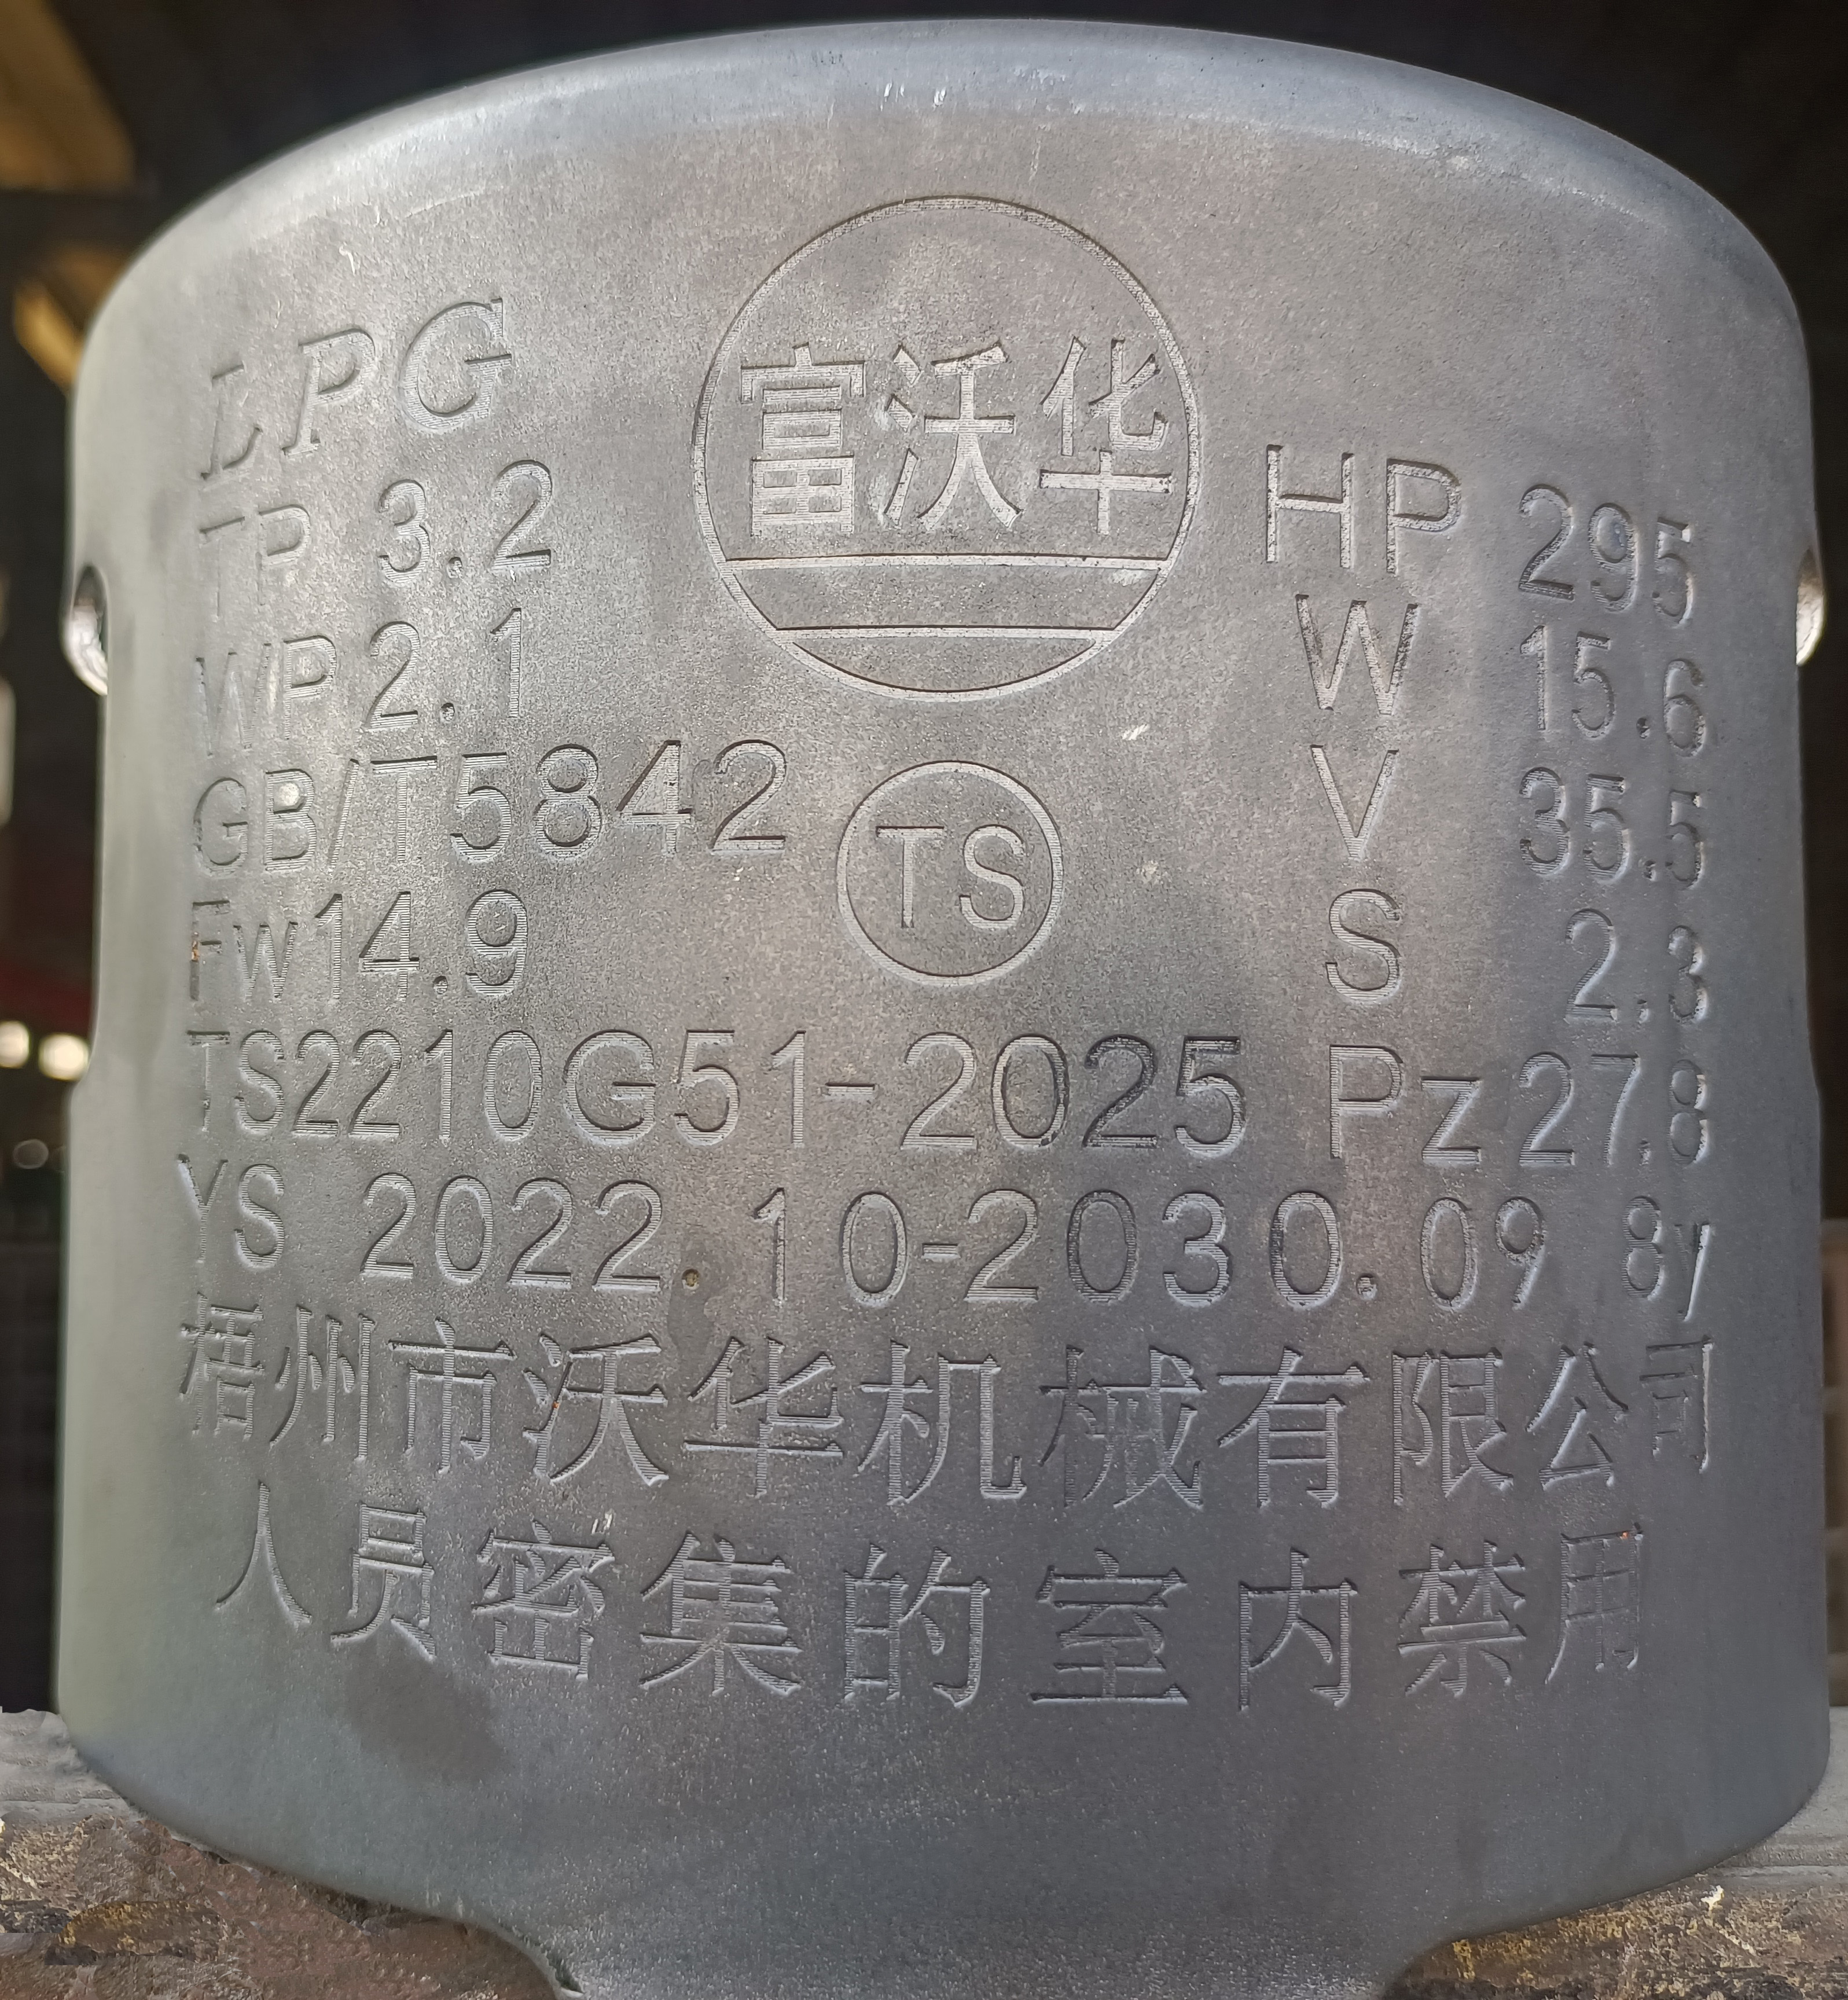 LPG
富沃华
TP 3.2
HP 295
WP 2.1
W 15.6
GB/T5842
TS
V 35.5
FW14.9
S 2.3
TS2210G51-2025 Pz 27.8
YS 2022.10-2030.09 8y
梧州市沃华机械有限公司
人员密集的室内禁用